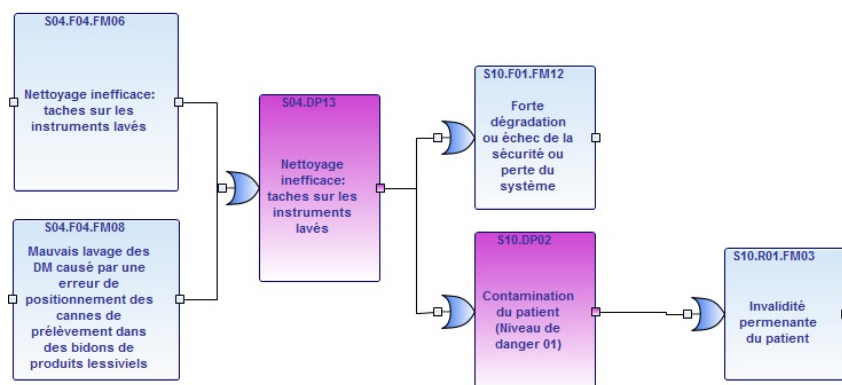 S04.F04.FM06
Nettoyage inefficace:
taches sur les
instruments lavés
S04.F04.FM08
Mauvais lavage des
DM causé par une
erreur de
positionnement des
cannes de
prélèvement dans
des bidons de
produits lessiviels
S04.DP13
Nettoyage
inefficace:
taches sur les
instruments
lavés
S10.F01.FM12
Forte
dégradation
ou échec de la
sécurité ou
perte du
système
S10.DP02
Contamination
du patient
(Niveau de
danger 01)
S10.R01.FM03
Invalidité
permenante
du patient